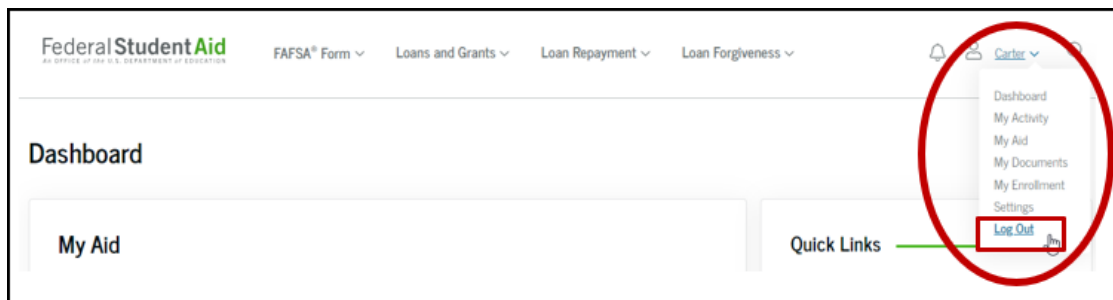 Federal Student Aid
An OFFICE of the U.S. DEPARTMENT of EDUCATION
FAFSA® Form
Loans and Grants
Loan Repayment
Loan Forgiveness
Carter
Dashboard
My Activity
My Aid
My Documents
My Enrollment
Settings
Log Out
Dashboard
My Aid
Quick Links